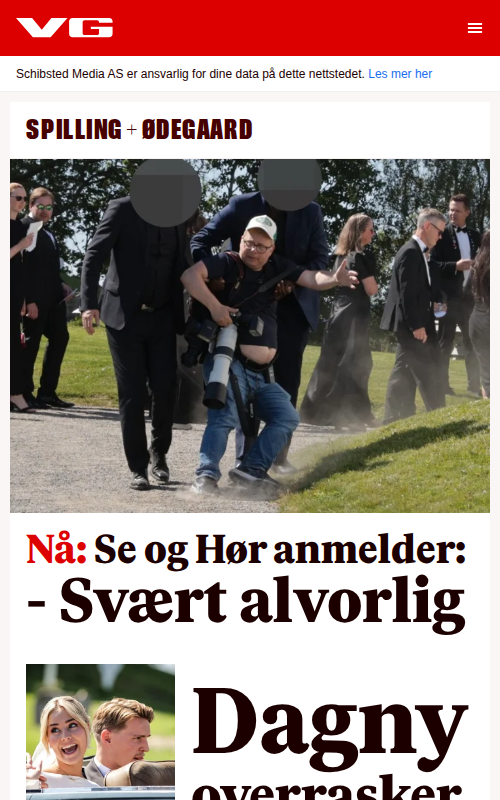 VG
Schibsted Media AS er ansvarlig for dine data på dette nettstedet. Les mer her
SPILLING + ØDEGAARD
Nå: Se og Hør anmelder:
- Svært alvorlig
Dagny
overrasker